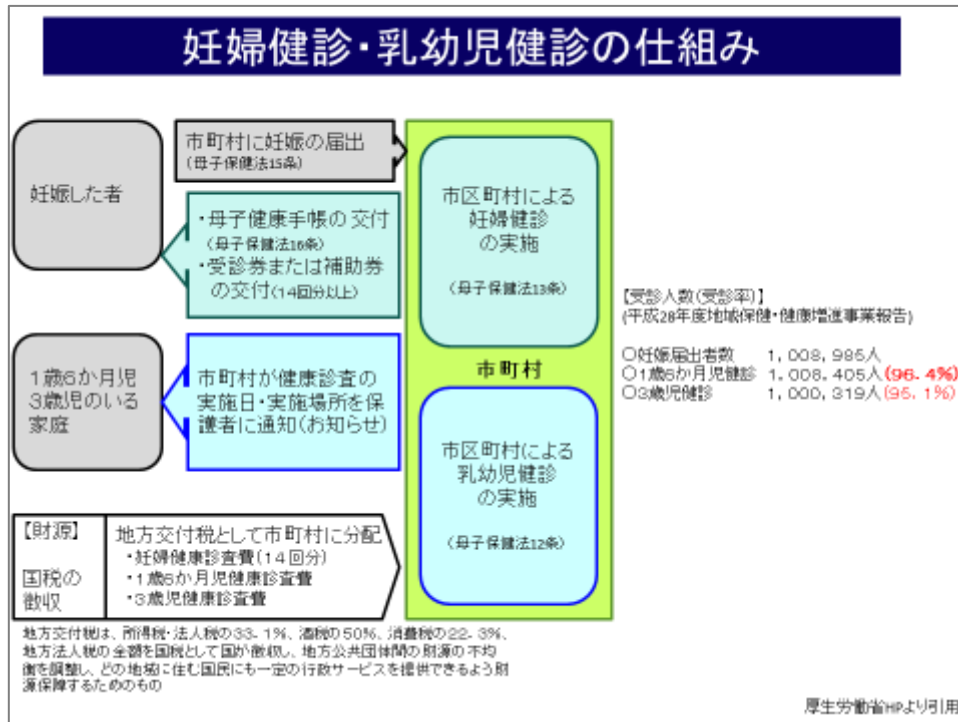 妊婦健診・乳幼児健診の仕組み
妊娠した者
市町村に妊娠の届出
(母子保健法15条)
・母子健康手帳の交付
(母子保健法16条)
・受診券または補助券
の交付(14回分以上)
市区町村による
妊婦健診
の実施
(母子保健法13条)
市町村
1歳6か月児
3歳児のいる
家庭
市町村が健康診査の
実施日・実施場所を保
護者に通知(お知らせ)
市区町村による
乳幼児健診
の実施
(母子保健法12条)
【受診人数(受診率)】
(平成28年度地域保健・健康増進事業報告)
○妊娠届出者数 1,008,985人
○1歳6か月児健診 1,008,405人(96.4%)
○3歳児健診 1,000,319人(95.1%)
【財源】
国税の
徴収
地方交付税として市町村に分配
・妊婦健康診査費(14回分)
・1歳6か月児健康診査費
・3歳児健康診査費
地方交付税は、所得税・法人税の33.1%、酒税の50%、消費税の22.3%、
地方法人税の全額を国税として国が徴収し、地方公共団体間の財源の不均
衡を調整し、どの地域に住む国民にも一定の行政サービスを提供できるよう財
源保障するためのもの
厚生労働省HPより引用